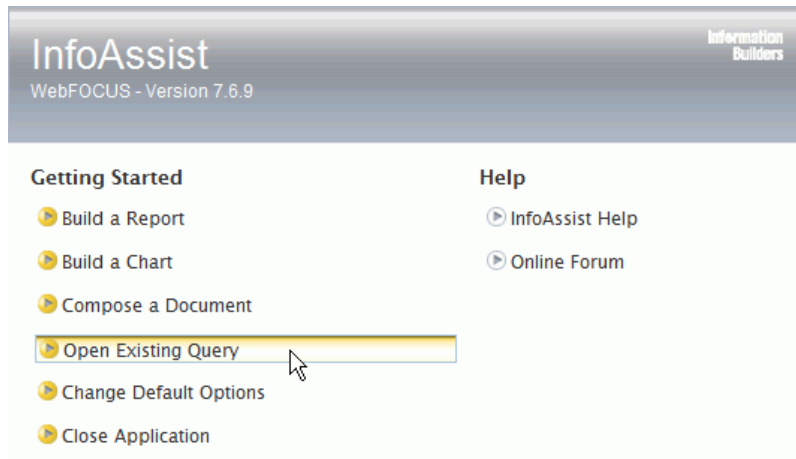 InfoAssist
WebFOCUS - Version 7.6.9
Information
Builders
Getting Started
Build a Report
Build a Chart
Compose a Document
Open Existing Query
Change Default Options
Close Application
Help
InfoAssist Help
Online Forum